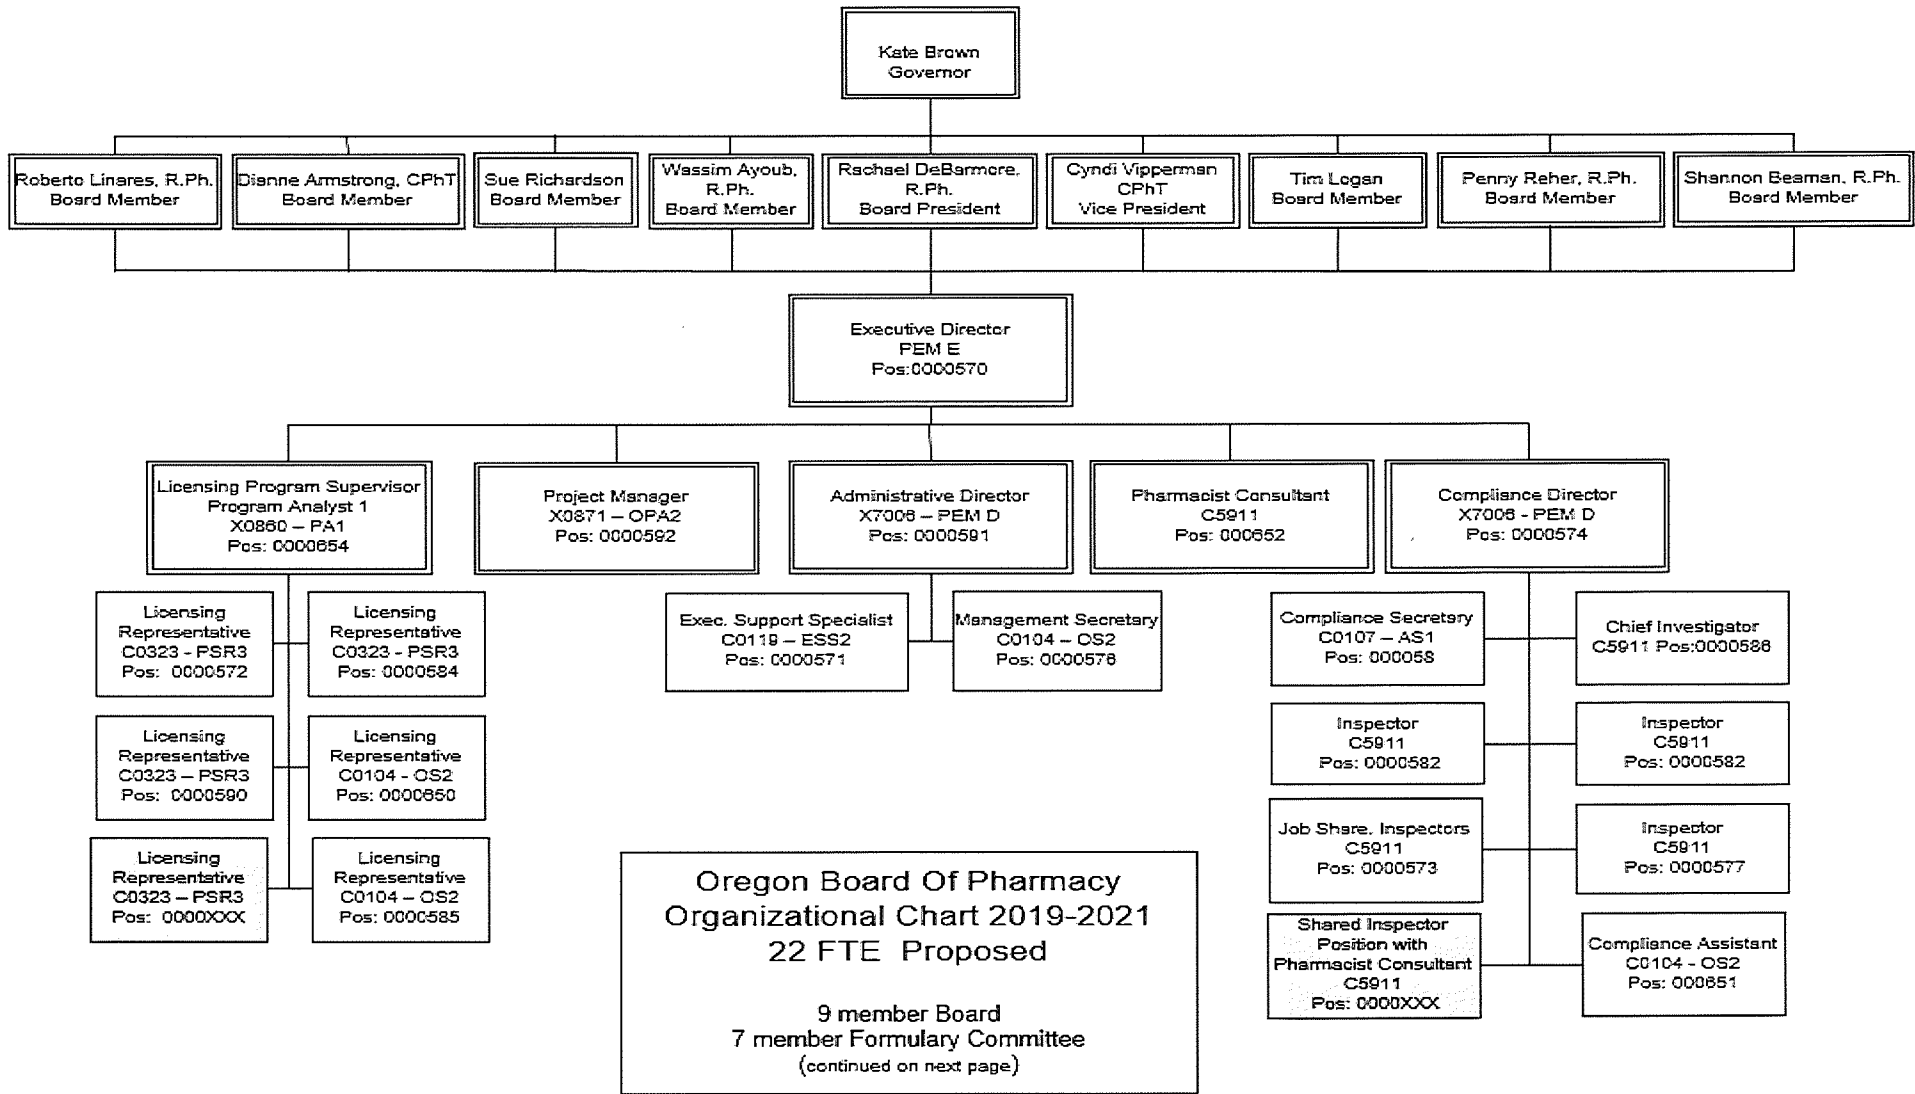 Kate Brown
Governor
Roberto Linares, R.Ph.
Board Member
Dianne Armstrong, CPhT
Board Member
Sue Richardson
Board Member
Wassim Ayoub,
R.Ph.
Board Member
Rachael DeBarmore,
R.Ph.
Board President
Cyndi Vipperman
CPhT
Vice President
Tim Logan
Board Member
Penny Reher, R.Ph.
Board Member
Shannon Beaman, R.Ph.
Board Member
Executive Director
PEM E
Pos:0000570
Licensing Program Supervisor
Program Analyst 1
X0860 – PA1
Pos: 0000654
Project Manager
X0871 – OPA2
Pos: 0000592
Administrative Director
X7006 – PEM D
Pos: 0000591
Pharmacist Consultant
C5911
Pos: 000652
Compliance Director
X7006 - PEM D
Pos: 0000574
Licensing
Representative
C0323 - PSR3
Pos: 0000572
Licensing
Representative
C0323 - PSR3
Pos: 0000584
Licensing
Representative
C0323 – PSR3
Pos: 0000590
Licensing
Representative
C0104 - OS2
Pos: 0000650
Licensing
Representative
C0323 – PSR3
Pos: 0000XXX
Licensing
Representative
C0104 – OS2
Pos: 0000585
Exec. Support Specialist
C0119 – ESS2
Pos: 0000571
Management Secretary
C0104 – OS2
Pos: 0000576
Compliance Secretary
C0107 – AS1
Pos: 000058
Chief Investigator
C5911 Pos:0000586
Inspector
C5911
Pos: 0000582
Inspector
C5911
Pos: 0000582
Job Share, Inspectors
C5911
Pos: 0000573
Inspector
C5911
Pos: 0000577
Shared Inspector
Position with
Pharmacist Consultant
C5911
Pos: 0000XXX
Compliance Assistant
C0104 - OS2
Pos: 000651
Oregon Board Of Pharmacy
Organizational Chart 2019-2021
22 FTE Proposed
9 member Board
7 member Formulary Committee
(continued on next page)